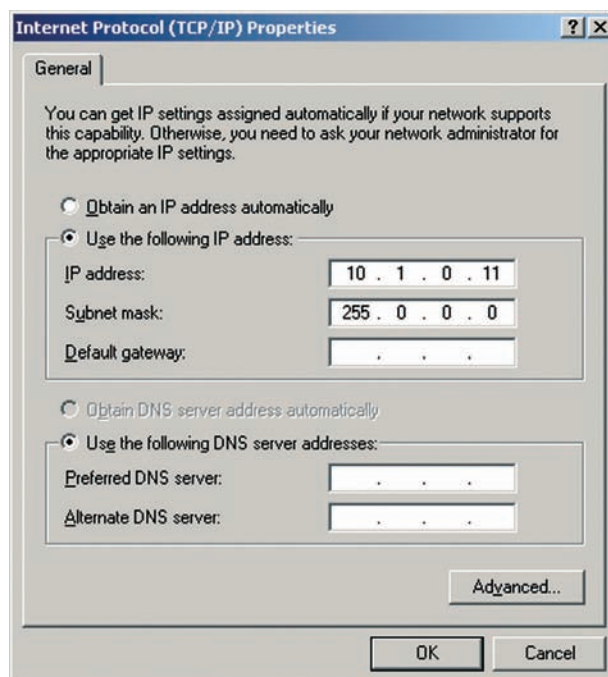 Internet Protocol (TCP/IP) Properties
General
You can get IP settings assigned automatically if your network supports
this capability. Otherwise, you need to ask your network administrator for
the appropriate IP settings.
Obtain an IP address automatically
Use the following IP address:
IP address: 10 . 1 . 0 . 11
Subnet mask: 255 . 0 . 0 . 0
Default gateway: . . .
Obtain DNS server address automatically
Use the following DNS server addresses:
Preferred DNS server: . . .
Alternate DNS server: . . .
Advanced...
OK Cancel